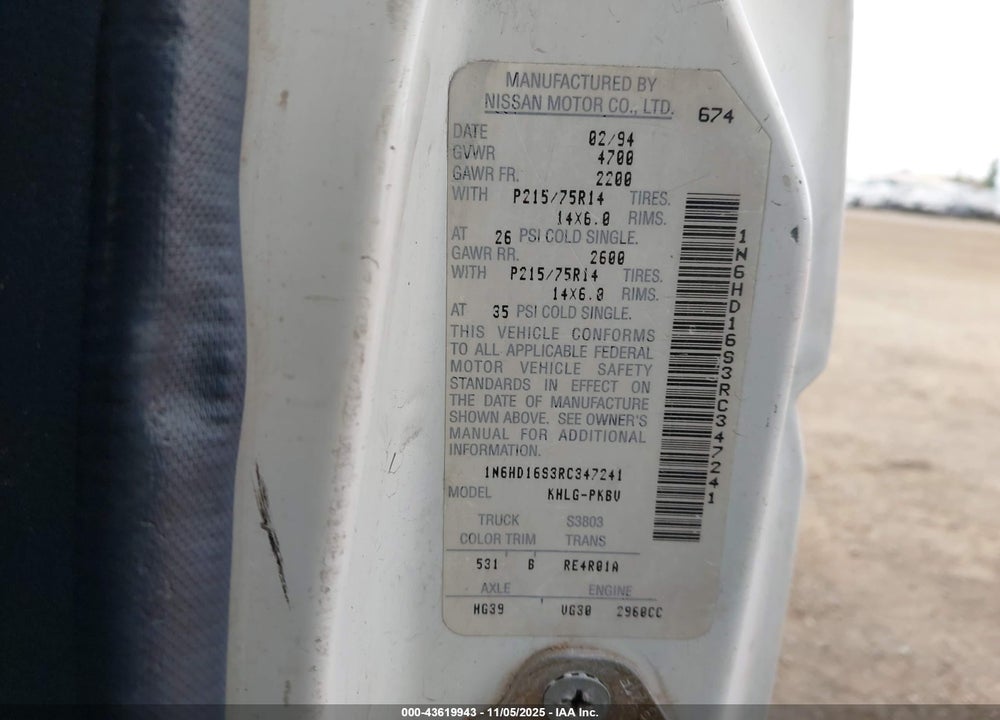 MANUFACTURED BY
NISSAN MOTOR CO., LTD.
674
DATE 02/94
GVWR 4700
GAWR FR. 2200
WITH P215/75R14 TIRES.
14X6.0 RIMS.
AT 26 PSI COLD SINGLE.
GAWR RR. 2600
WITH P215/75R14 TIRES.
14X6.0 RIMS.
AT 35 PSI COLD SINGLE.
THIS VEHICLE CONFORMS
TO ALL APPLICABLE FEDERAL
MOTOR VEHICLE SAFETY
STANDARDS IN EFFECT ON
THE DATE OF MANUFACTURE
SHOWN ABOVE. SEE OWNER'S
MANUAL FOR ADDITIONAL
INFORMATION.
1N6HD16S3RC347241
MODEL KHLG-PKBV
TRUCK S3803
COLOR TRIM TRANS
531 B RE4R01A
AXLE ENGINE
HG39 VG30 2960CC
1N6HD16S3RC347241
000-43619943 - 11/05/2025 - IAA Inc.